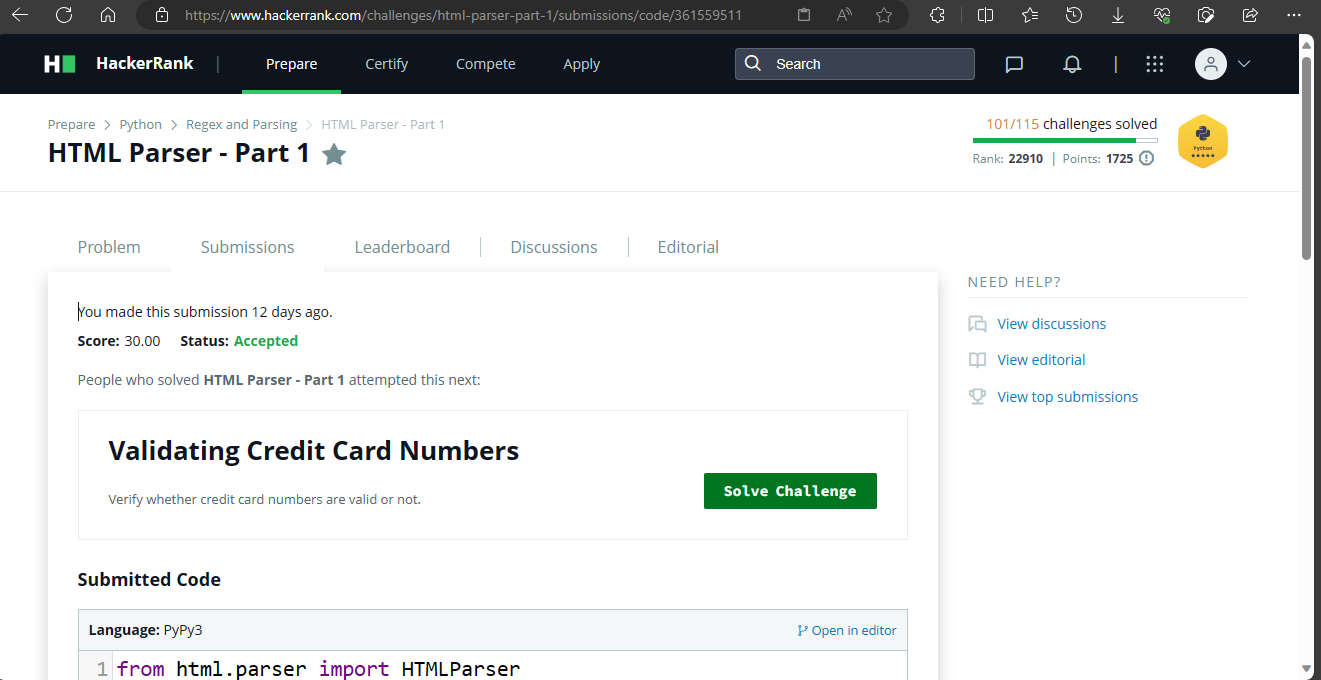 https://www.hackerrank.com/challenges/html-parser-part-1/submissions/code/361559511
HackerRank | Prepare Certify Compete Apply Search
Prepare > Python > Regex and Parsing > HTML Parser - Part 1
HTML Parser - Part 1
101/115 challenges solved
Rank: 22910 | Points: 1725
Python
Problem Submissions Leaderboard Discussions Editorial
You made this submission 12 days ago.
Score: 30.00 Status: Accepted
People who solved HTML Parser - Part 1 attempted this next:
Validating Credit Card Numbers
Verify whether credit card numbers are valid or not.
Solve Challenge
Submitted Code
Language: PyPy3
Open in editor
1 from html.parser import HTMLParser
NEED HELP?
View discussions
View editorial
View top submissions